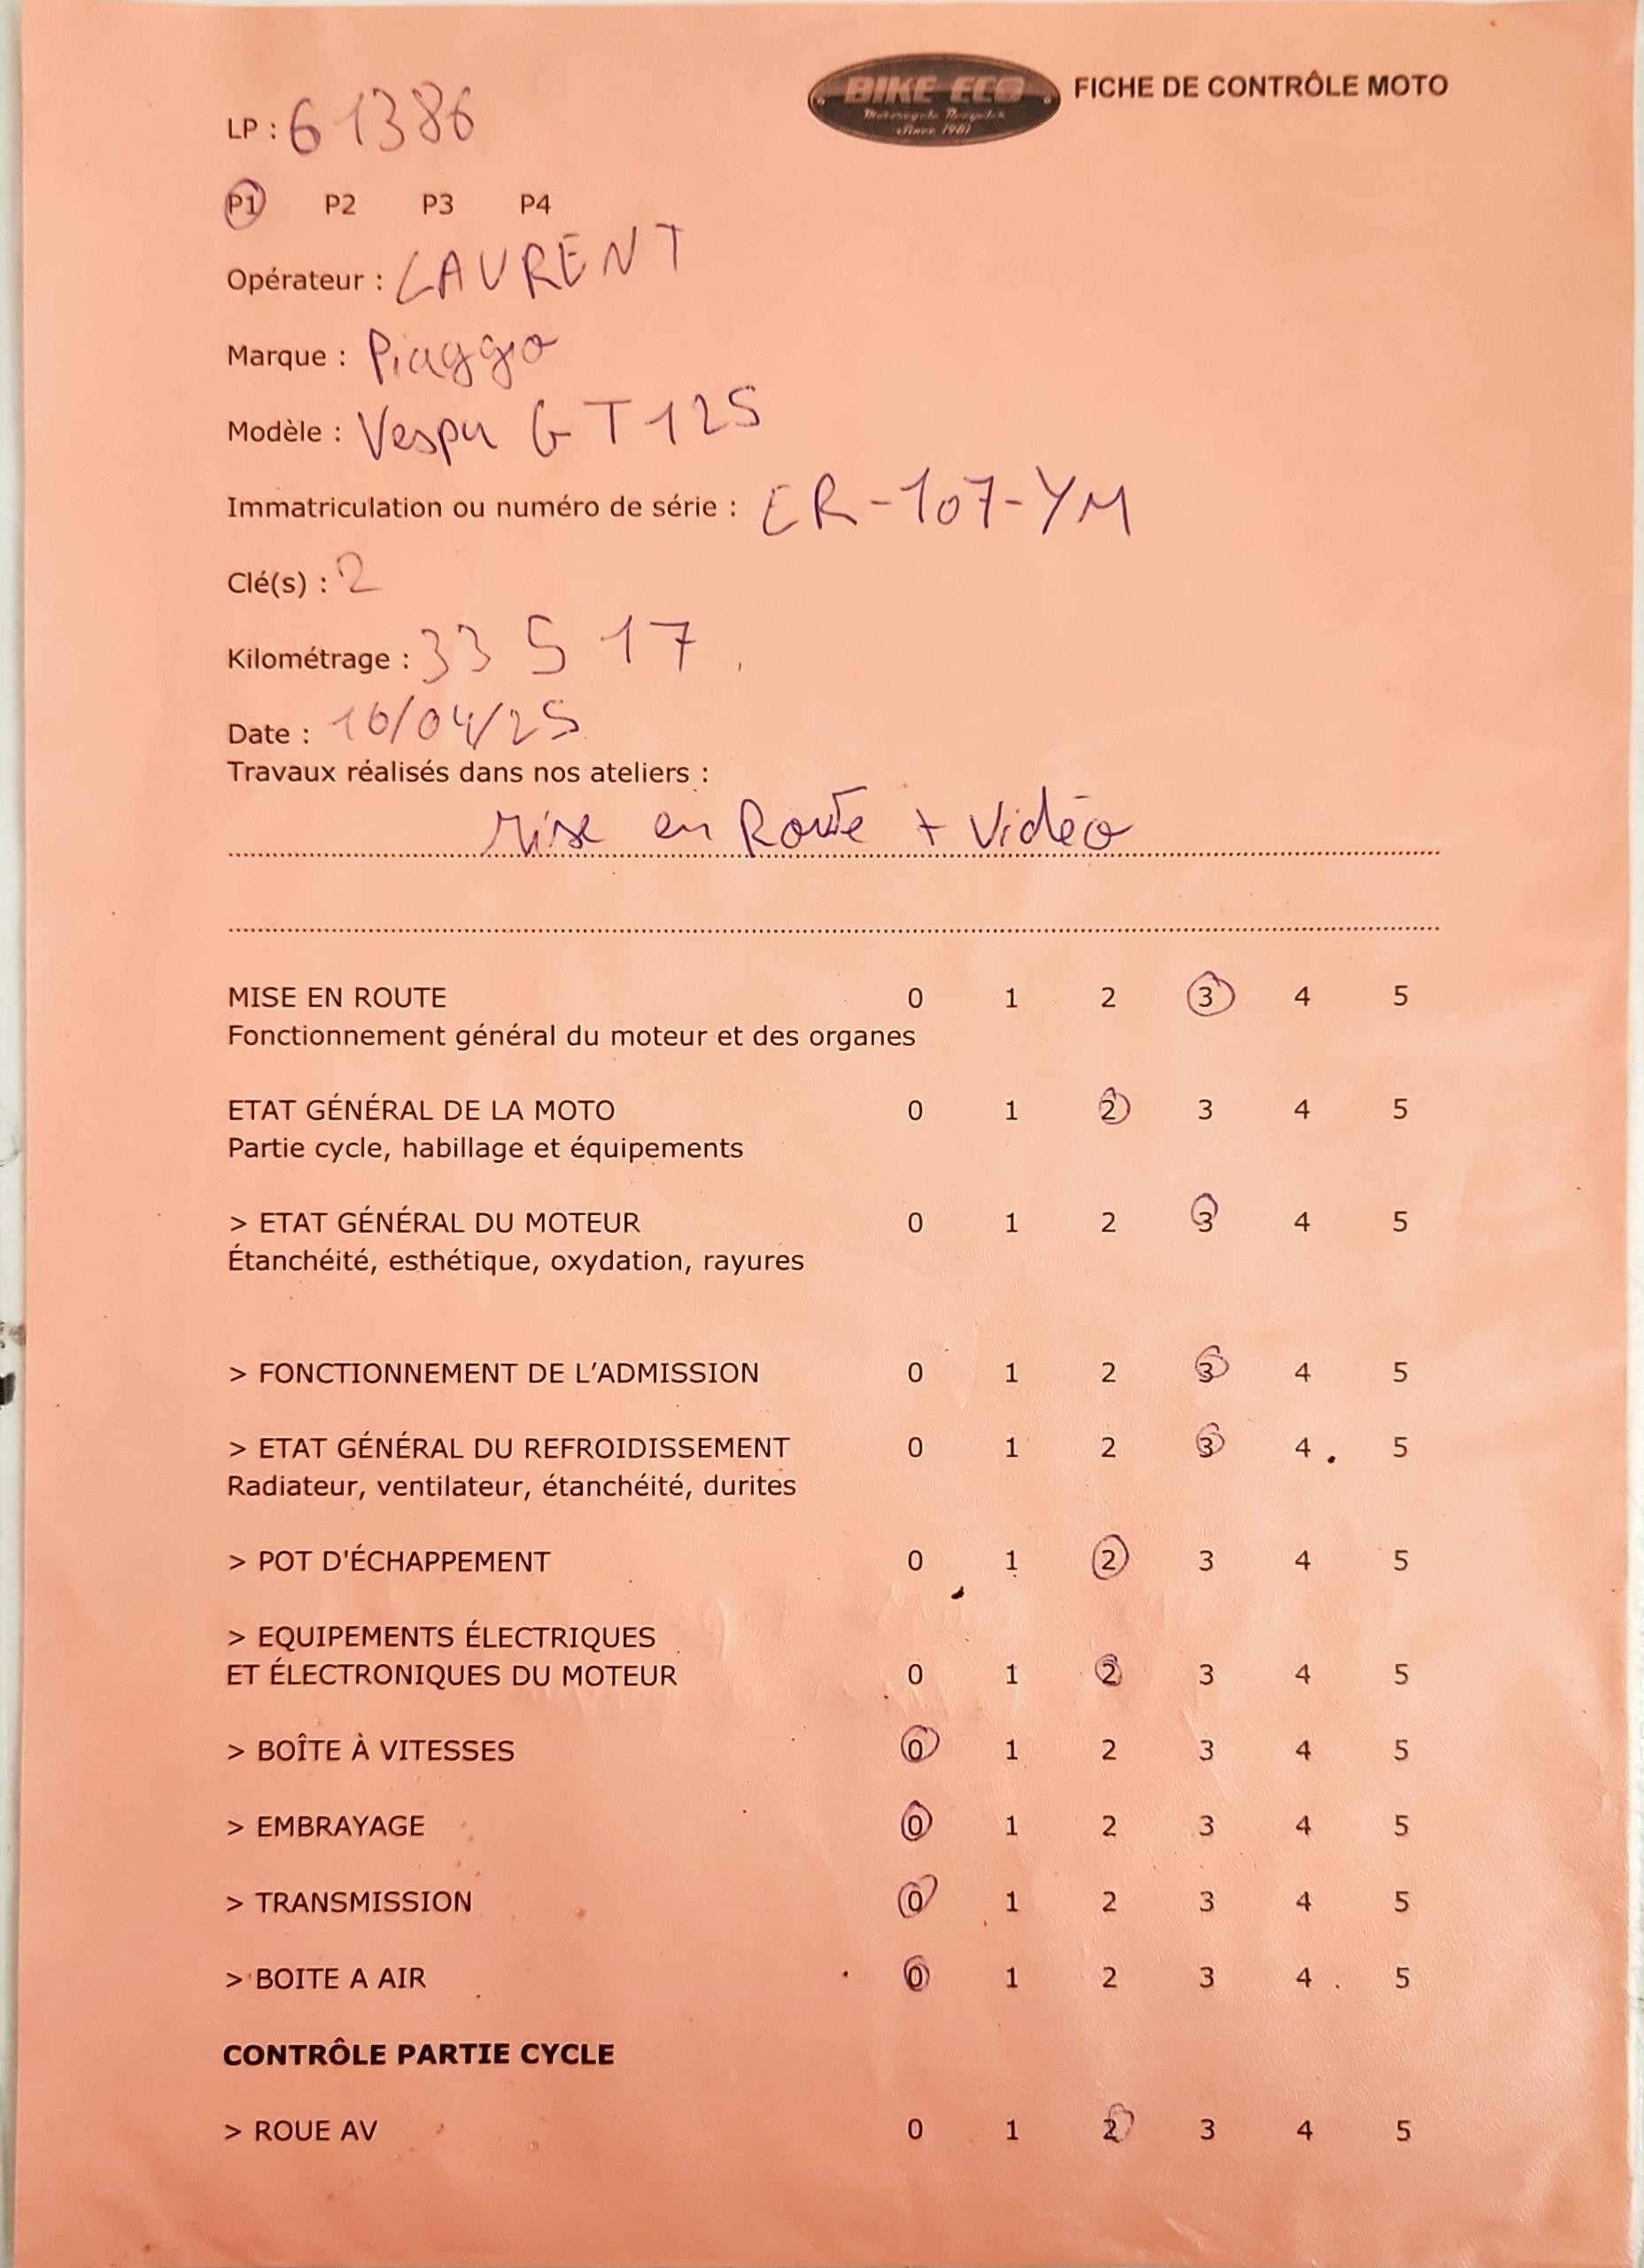 BIKE ECO
Motorcycle Recycler
Since 1981
FICHE DE CONTRÔLE MOTO
LP : 61386
P1 P2 P3 P4
Opérateur : LAURENT
Marque : Piaggio
Modèle : Vespa GT125
Immatriculation ou numéro de série : ER-107-YM
Clé(s) : 2
Kilométrage : 33 517
Date : 16/04/25
Travaux réalisés dans nos ateliers :
Mise en Route + Vidéo
MISE EN ROUTE 0 1 2 3 4 5
Fonctionnement général du moteur et des organes
ETAT GÉNÉRAL DE LA MOTO 0 1 2 3 4 5
Partie cycle, habillage et équipements
> ETAT GÉNÉRAL DU MOTEUR 0 1 2 3 4 5
Étanchéité, esthétique, oxydation, rayures
> FONCTIONNEMENT DE L'ADMISSION 0 1 2 3 4 5
> ETAT GÉNÉRAL DU REFROIDISSEMENT 0 1 2 3 4 5
Radiateur, ventilateur, étanchéité, durites
> POT D'ÉCHAPPEMENT 0 1 2 3 4 5
> EQUIPEMENTS ÉLECTRIQUES
ET ÉLECTRONIQUES DU MOTEUR 0 1 2 3 4 5
> BOÎTE À VITESSES 0 1 2 3 4 5
> EMBRAYAGE 0 1 2 3 4 5
> TRANSMISSION 0 1 2 3 4 5
> BOITE A AIR 0 1 2 3 4 5
CONTRÔLE PARTIE CYCLE
> ROUE AV 0 1 2 3 4 5